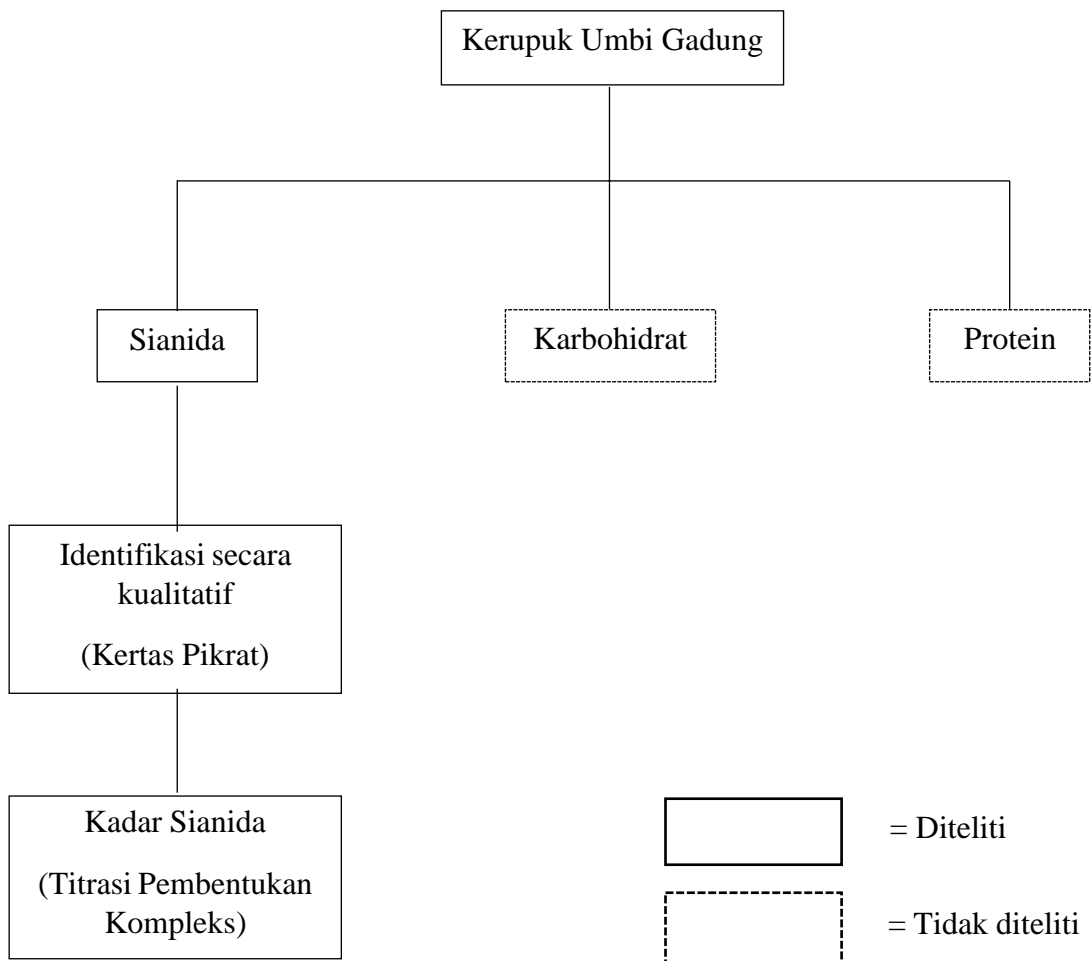 Kerupuk Umbi Gadung
Sianida
Karbohidrat
Protein
Identifikasi secara
kualitatif
(Kertas Pikrat)
Kadar Sianida
(Titrasi Pembentukan
Kompleks)
= Diteliti
= Tidak diteliti